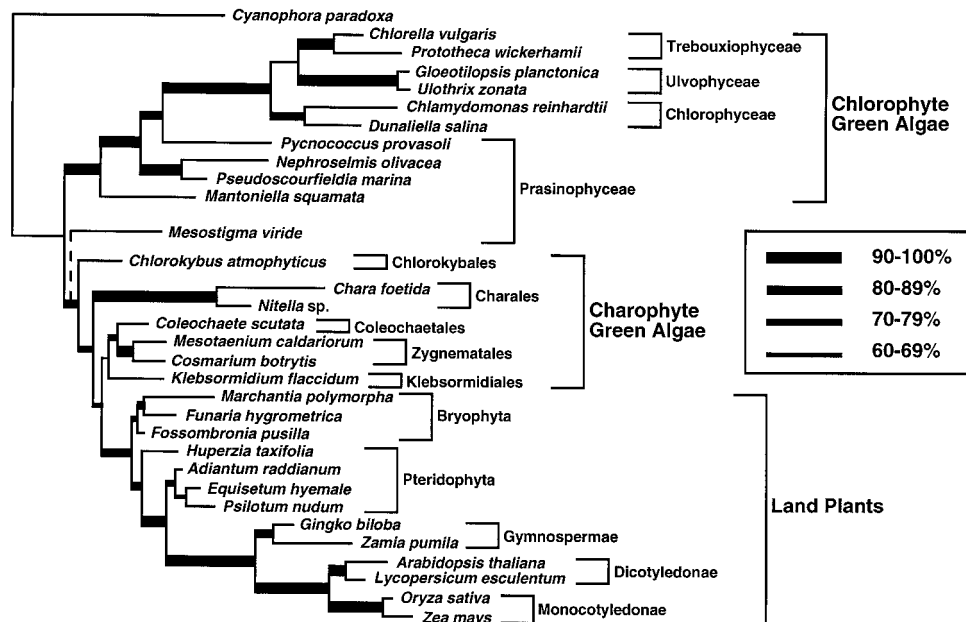 Cyanophora paradoxa
Chlorella vulgaris
Prototheca wickerhamii
Trebouxiophyceae
Gloeotilopsis planctonica
Ulothrix zonata
Ulvophyceae
Chlamydomonas reinhardtii
Dunaliella salina
Chlorophyceae
Chlorophyte
Green Algae
Pycnococcus provasoli
Nephroselmis olivacea
Pseudoscourfieldia marina
Mantoniella squamata
Prasinophyceae
Mesostigma viride
Chlorokybus atmophyticus
Chlorokybales
Chara foetida
Nitella sp.
Charales
Coleochaete scutata
Coleochaetales
Mesotaenium caldariorum
Cosmarium botrytis
Zygnematales
Klebsormidium flaccidum
Klebsormidiales
Charophyte
Green Algae
90-100%
80-89%
70-79%
60-69%
Marchantia polymorpha
Funaria hygrometrica
Fossombronia pusilla
Bryophyta
Huperzia taxifolia
Adiantum raddianum
Equisetum hyemale
Psilotum nudum
Pteridophyta
Gingko biloba
Zamia pumila
Gymnospermae
Arabidopsis thaliana
Lycopersicum esculentum
Dicotyledonae
Oryza sativa
Zea mays
Monocotyledonae
Land Plants